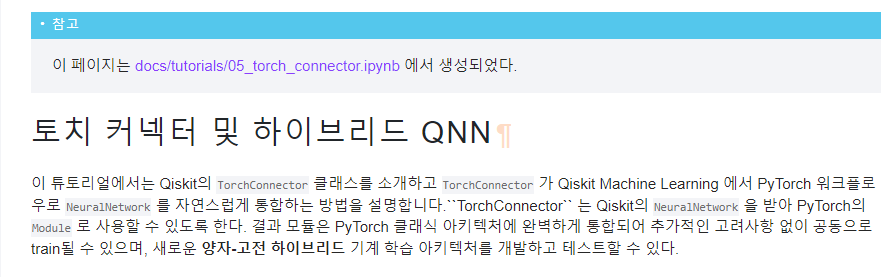 • 참고
이 페이지는 docs/tutorials/05_torch_connector.ipynb 에서 생성되었다.
토치 커넥터 및 하이브리드 QNN¶
이 튜토리얼에서는 Qiskit의 TorchConnector 클래스를 소개하고 TorchConnector 가 Qiskit Machine Learning 에서 PyTorch 워크플로
우로 NeuralNetwork 를 자연스럽게 통합하는 방법을 설명합니다.``TorchConnector`` 는 Qiskit의 NeuralNetwork 을 받아 PyTorch의
Module 로 사용할 수 있도록 한다. 결과 모듈은 PyTorch 클래식 아키텍처에 완벽하게 통합되어 추가적인 고려사항 없이 공동으로
train될 수 있으며, 새로운 양자-고전 하이브리드 기계 학습 아키텍처를 개발하고 테스트할 수 있다.